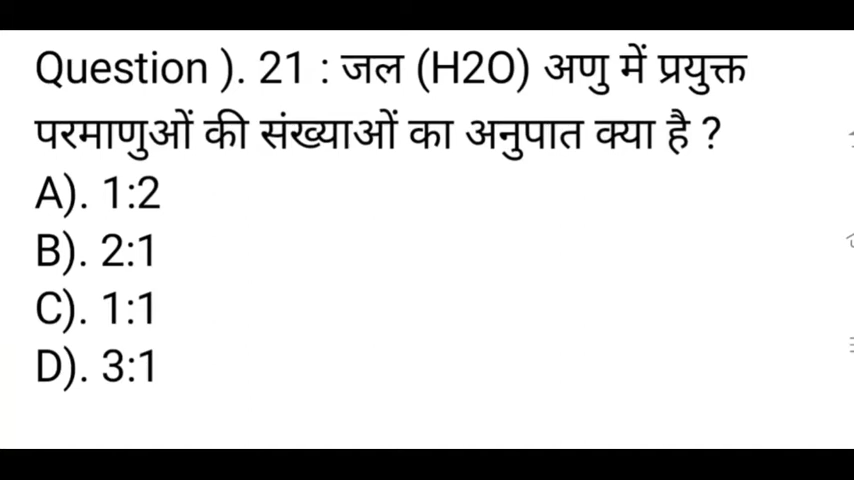 Question ). 21 : जल (H2O) अणु में प्रयुक्त
परमाणुओं की संख्याओं का अनुपात क्या है ?
A). 1:2
B). 2:1
C). 1:1
D). 3:1